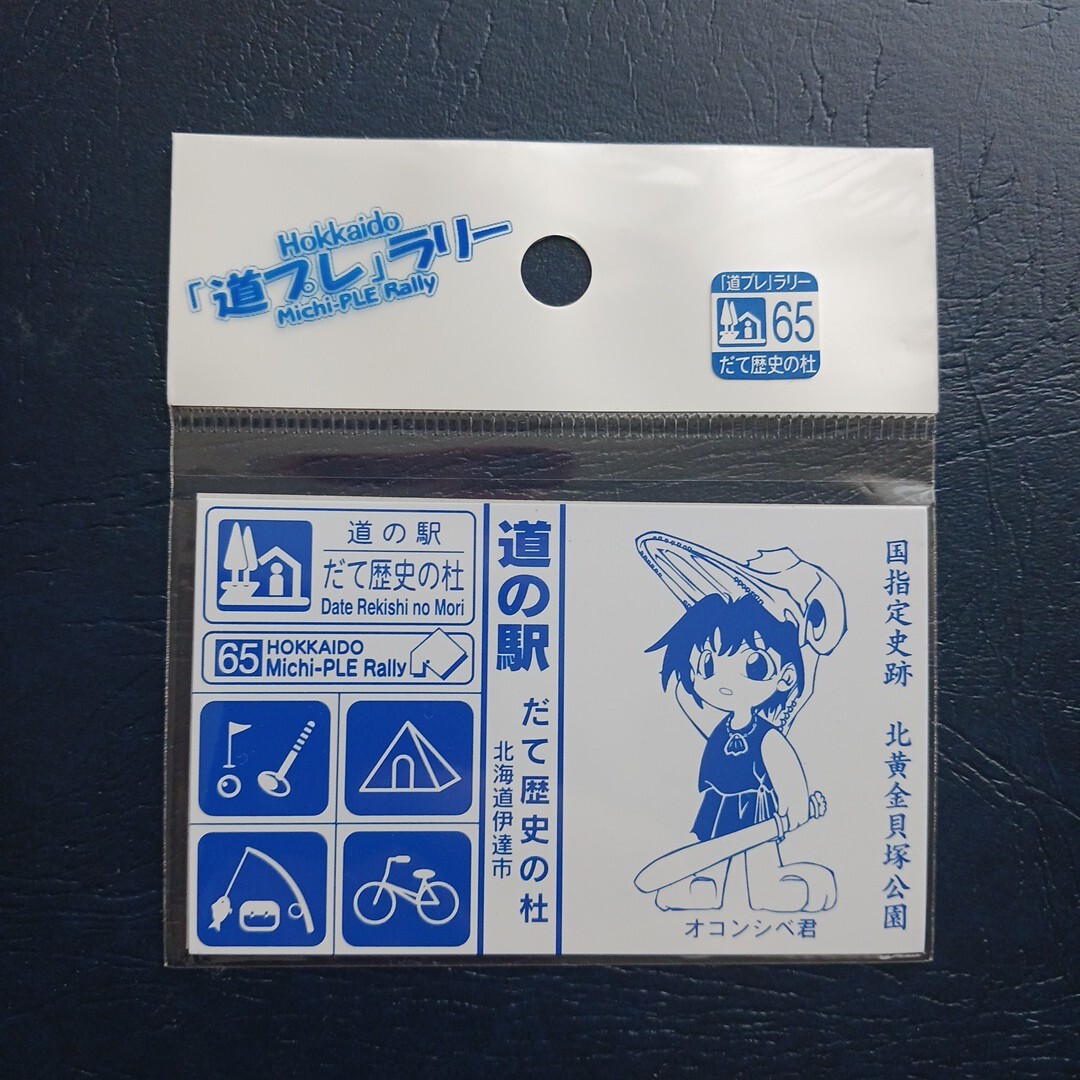 Hokkaido
「道プレ」ラリー
Michi-PLE Rally
「道プレ」ラリー
65
だて歴史の杜
道の駅
だて歴史の杜
Date Rekishi no Mori
65 HOKKAIDO
Michi-PLE Rally
道の駅 だて歴史の杜
北海道伊達市
国指定史跡 北黄金貝塚公園
オコンシベ君